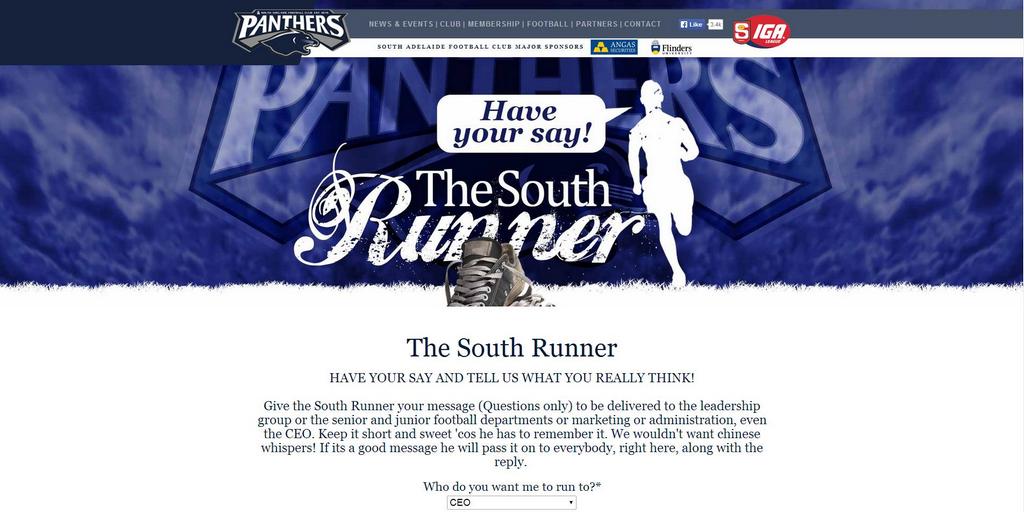 PANTHERS
NEWS & EVENTS | CLUB | MEMBERSHIP | FOOTBALL | PARTNERS | CONTACT
Like 3.4k
S IGA
LEAGUE
SOUTH ADELAIDE FOOTBALL CLUB MAJOR SPONSORS
ANGAS
SECURITIES
Flinders
UNIVERSITY
PANTHERS
Have
your say!
The South
Runner
The South Runner
HAVE YOUR SAY AND TELL US WHAT YOU REALLY THINK!
Give the South Runner your message (Questions only) to be delivered to the leadership
group or the senior and junior football departments or marketing or administration, even
the CEO. Keep it short and sweet 'cos he has to remember it. We wouldn't want chinese
whispers! If its a good message he will pass it on to everybody, right here, along with the
reply.
Who do you want me to run to?*
CEO